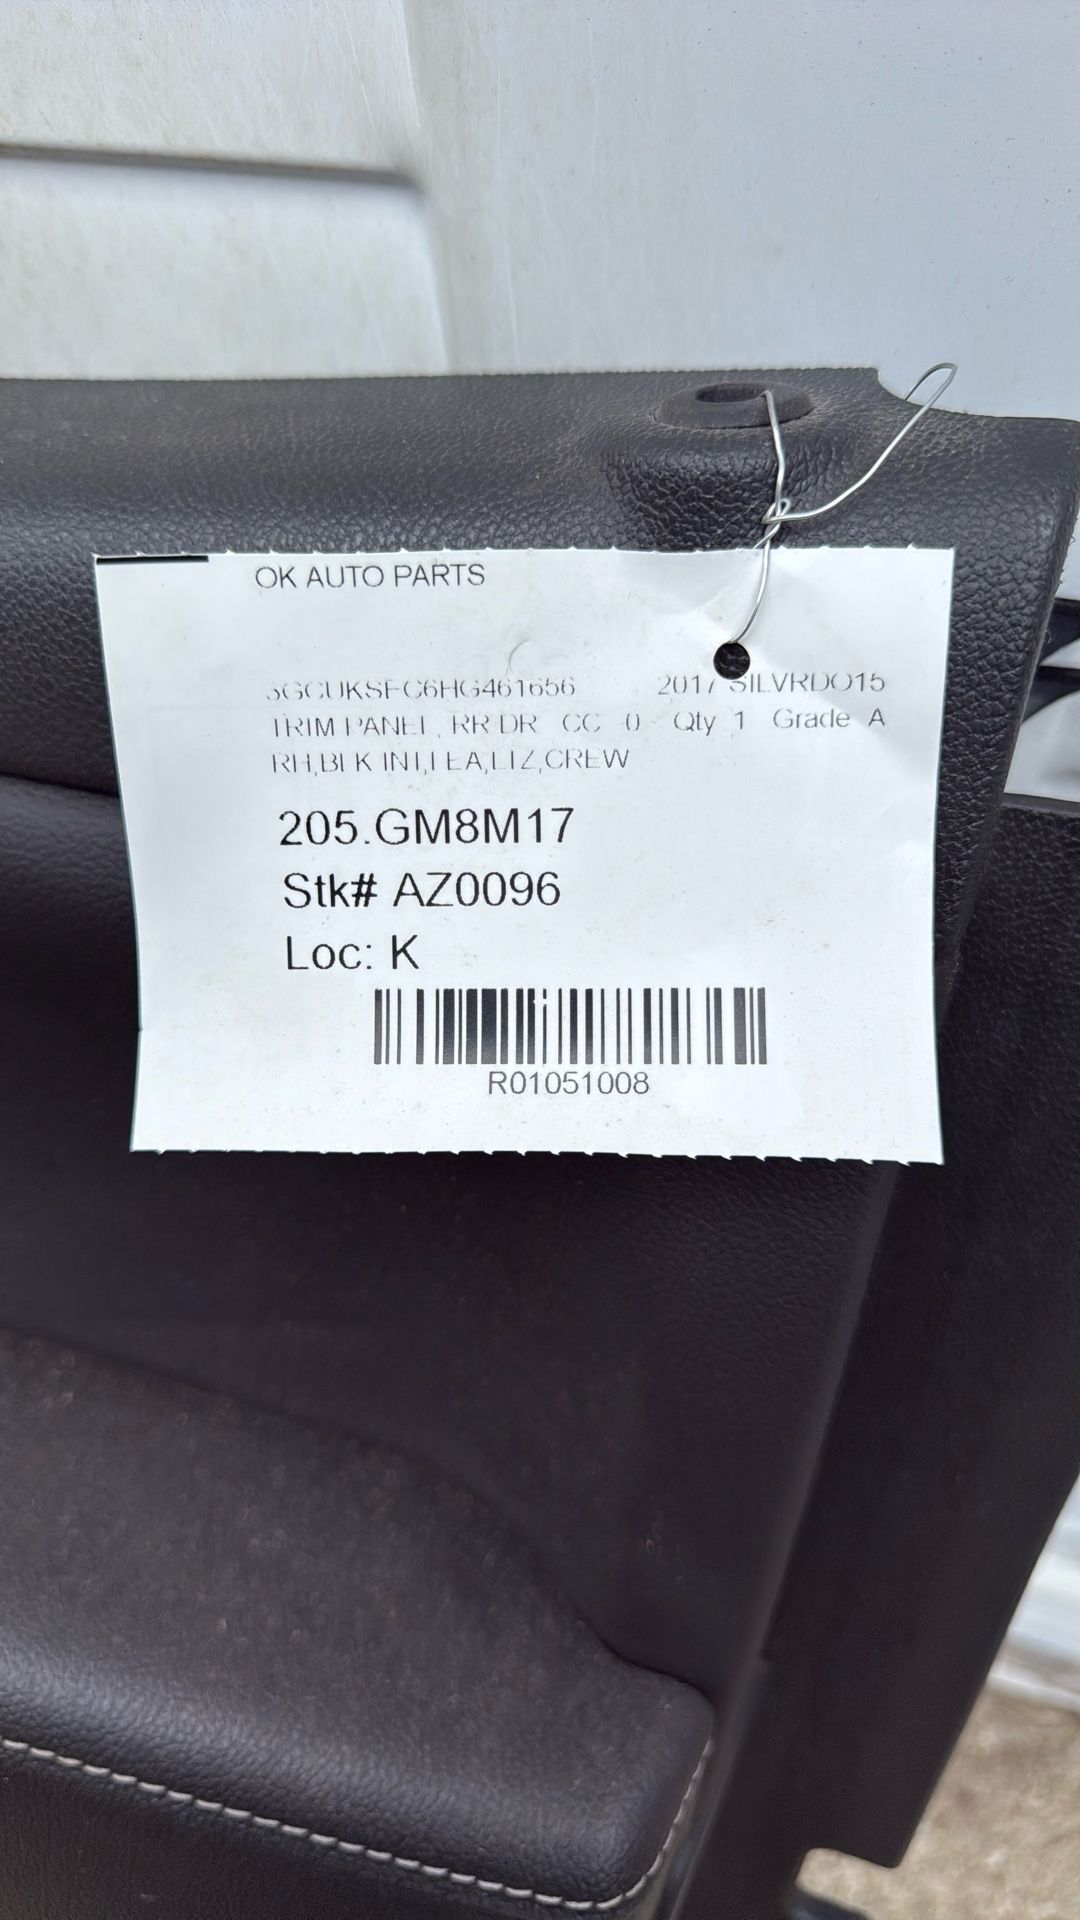 OK AUTO PARTS
3GCUKSEC6HG461656 2017 SILVRDO15
TRIM PANEL, RR DR CC 0 Qty 1 Grade A
RH,BLK INT,LEA,LTZ,CREW
205.GM8M17
Stk# AZ0096
Loc: K
R01051008